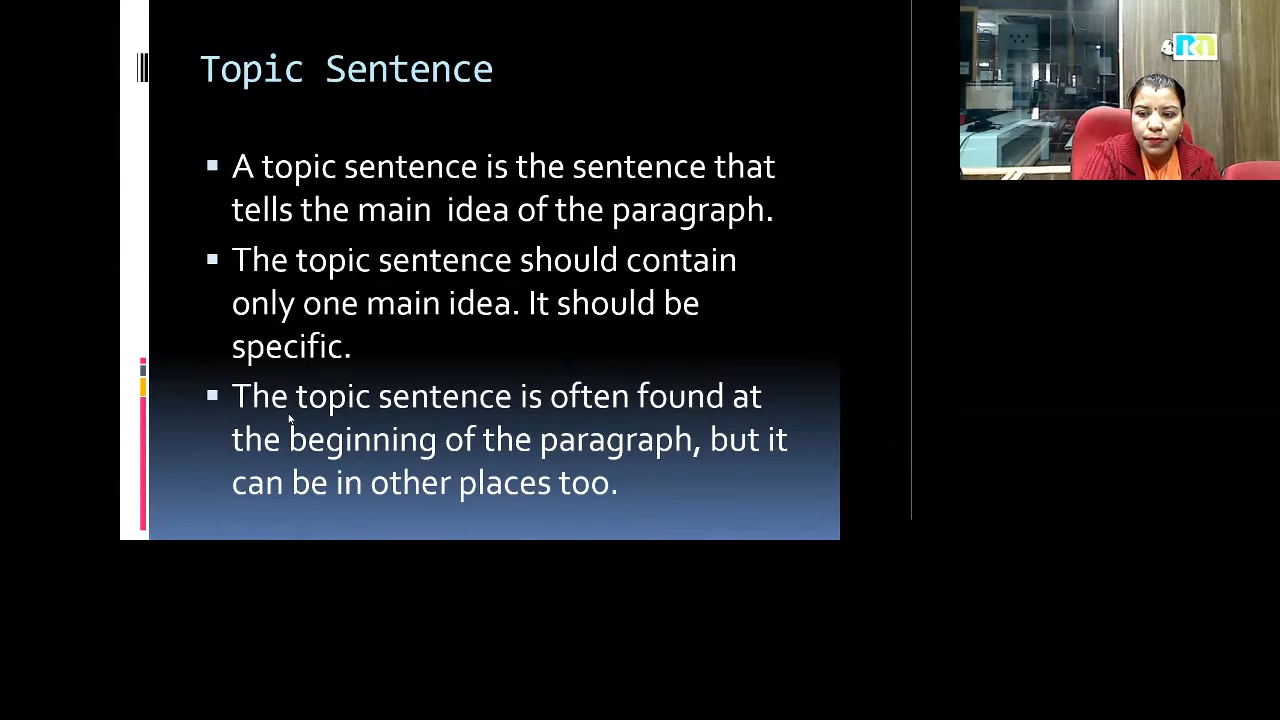 Topic Sentence
A topic sentence is the sentence that
tells the main idea of the paragraph.
The topic sentence should contain
only one main idea. It should be
specific.
The topic sentence is often found at
the beginning of the paragraph, but it
can be in other places too.